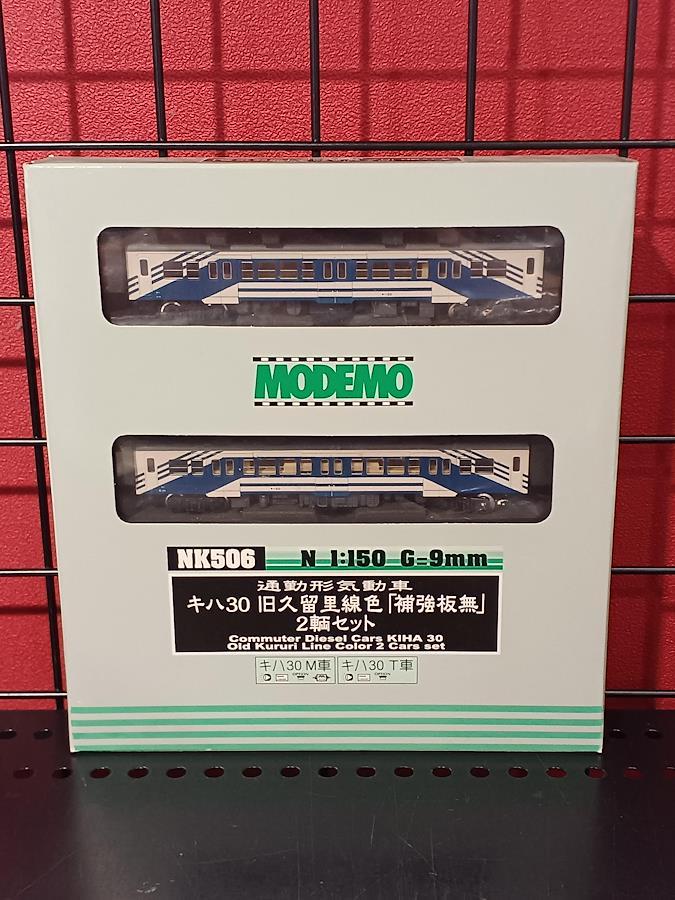 MODEMO
NK506 N 1:150 G=9mm
通勤形気動車
キハ30 旧久留里線色「補強板無」
2輌セット
Commuter Diesel Cars KIHA 30
Old Kururi Line Color 2 Cars set
キハ30 M車 キハ30 T車
OPTION OPTION